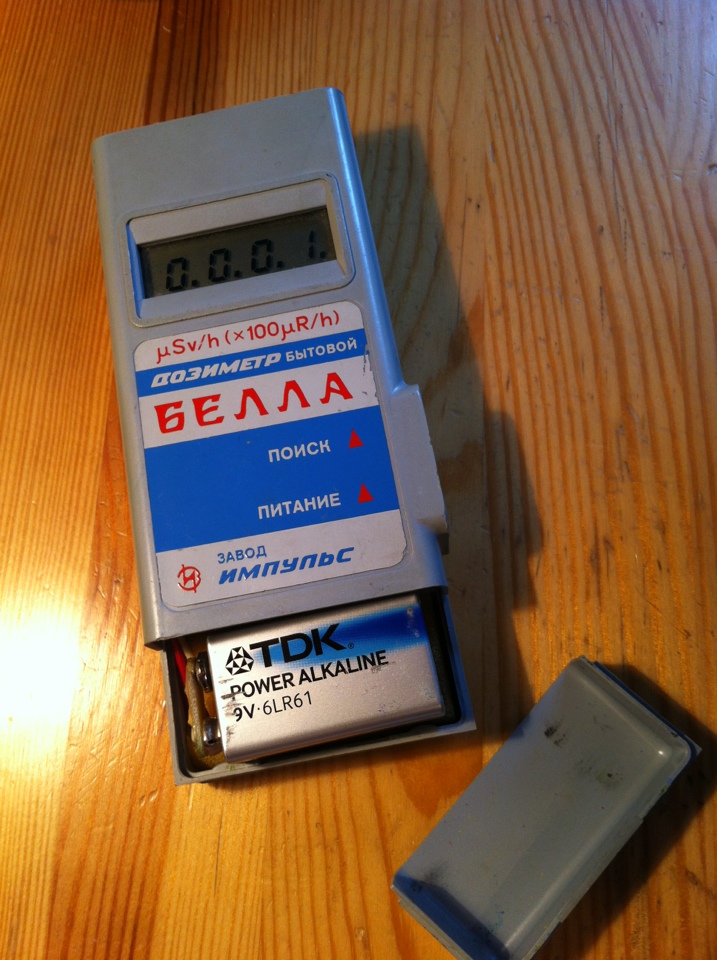 0.0.0.1.
µSv/h (×100µR/h)
ДОЗИМЕТР БЫТОВОЙ
БЕЛЛА
ПОИСК
ПИТАНИЕ
ЗАВОД
ИМПУЛЬС
TDK®
POWER ALKALINE
9V·6LR61